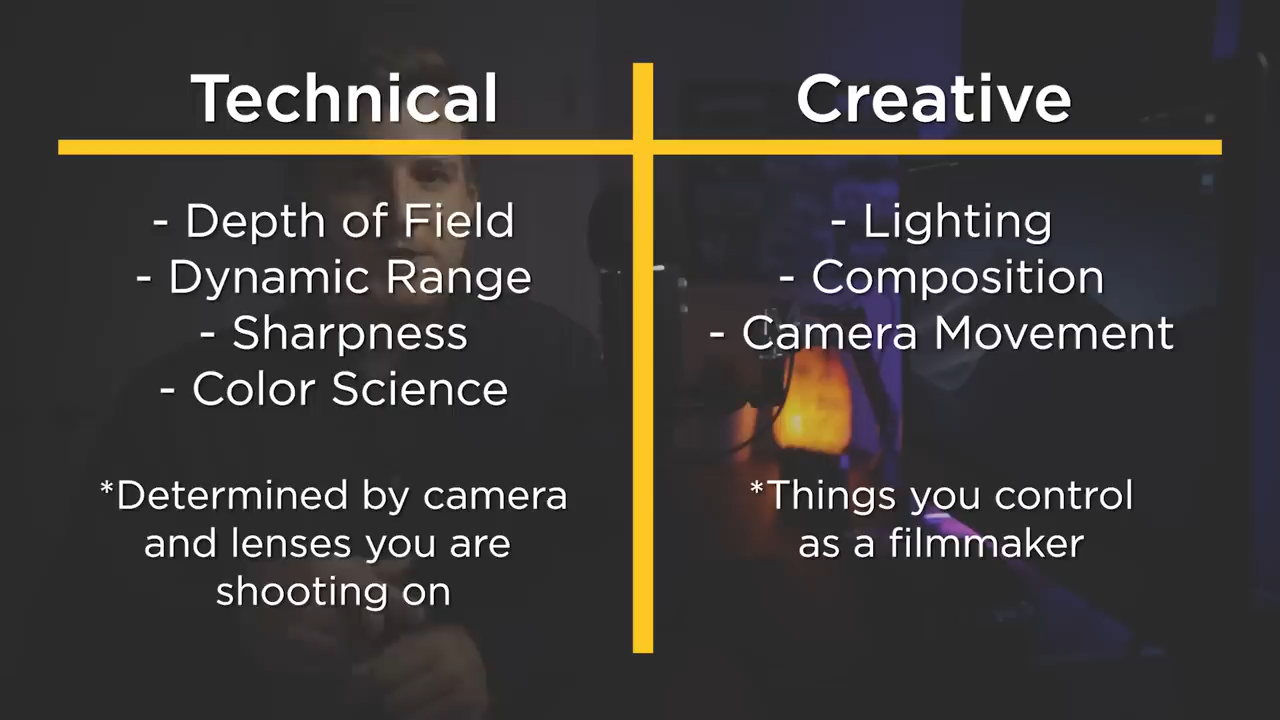 Technical
- Depth of Field
- Dynamic Range
- Sharpness
- Color Science
*Determined by camera
and lenses you are
shooting on
Creative
- Lighting
- Composition
- Camera Movement
*Things you control
as a filmmaker